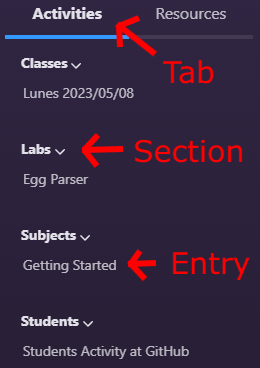 Activities Resources
Tab
Classes
Lunes 2023/05/08
Labs Section
Egg Parser
Subjects
Getting Started Entry
Students
Students Activity at GitHub